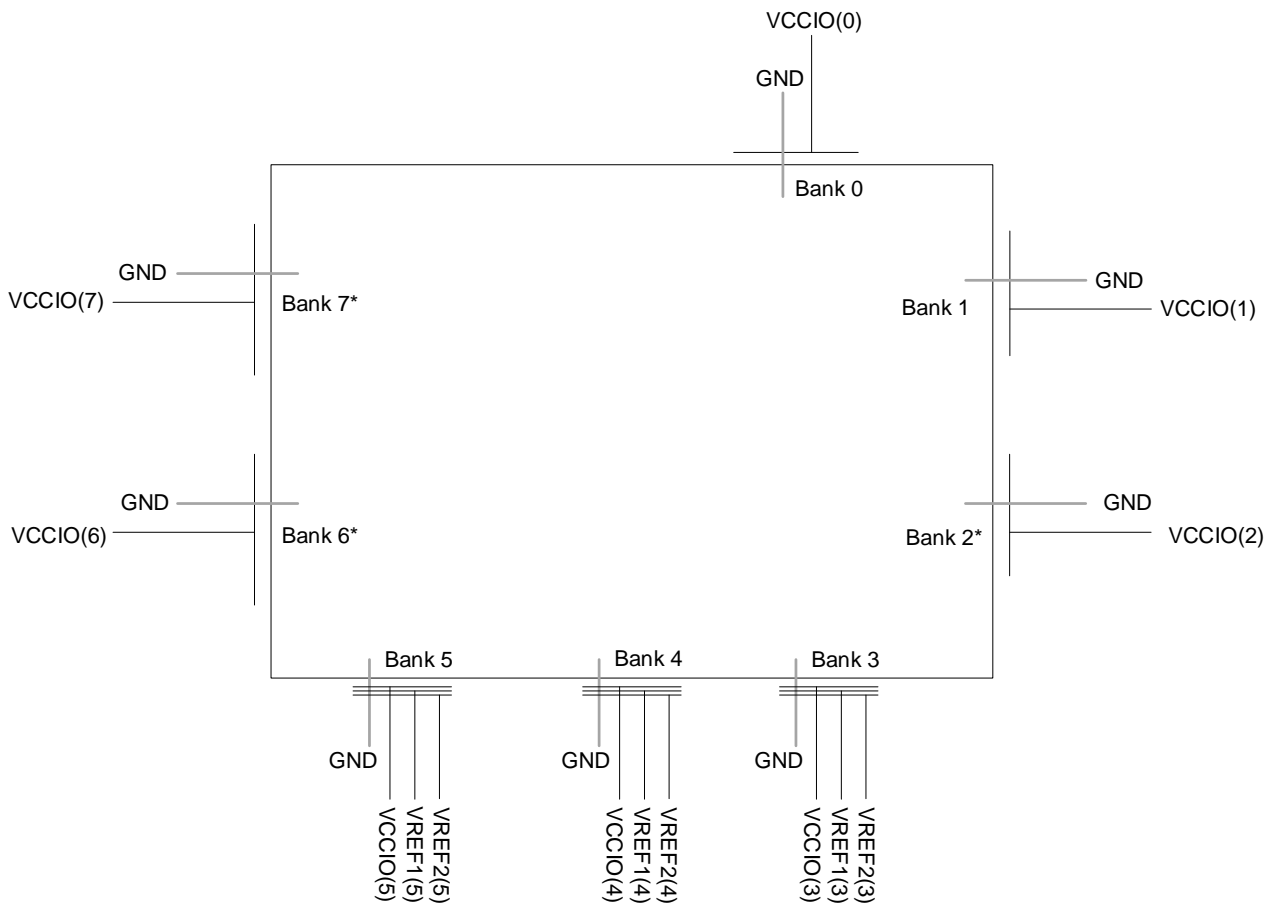 VCCIO(0)
GND
Bank 0
GND
VCCIO(7)
Bank 7*
GND
Bank 1
VCCIO(1)
GND
VCCIO(6)
Bank 6*
GND
Bank 2*
VCCIO(2)
Bank 5
Bank 4
Bank 3
GND
GND
GND
VCCIO(5)
VREF1(5)
VREF2(5)
VCCIO(4)
VREF1(4)
VREF2(4)
VCCIO(3)
VREF1(3)
VREF2(3)